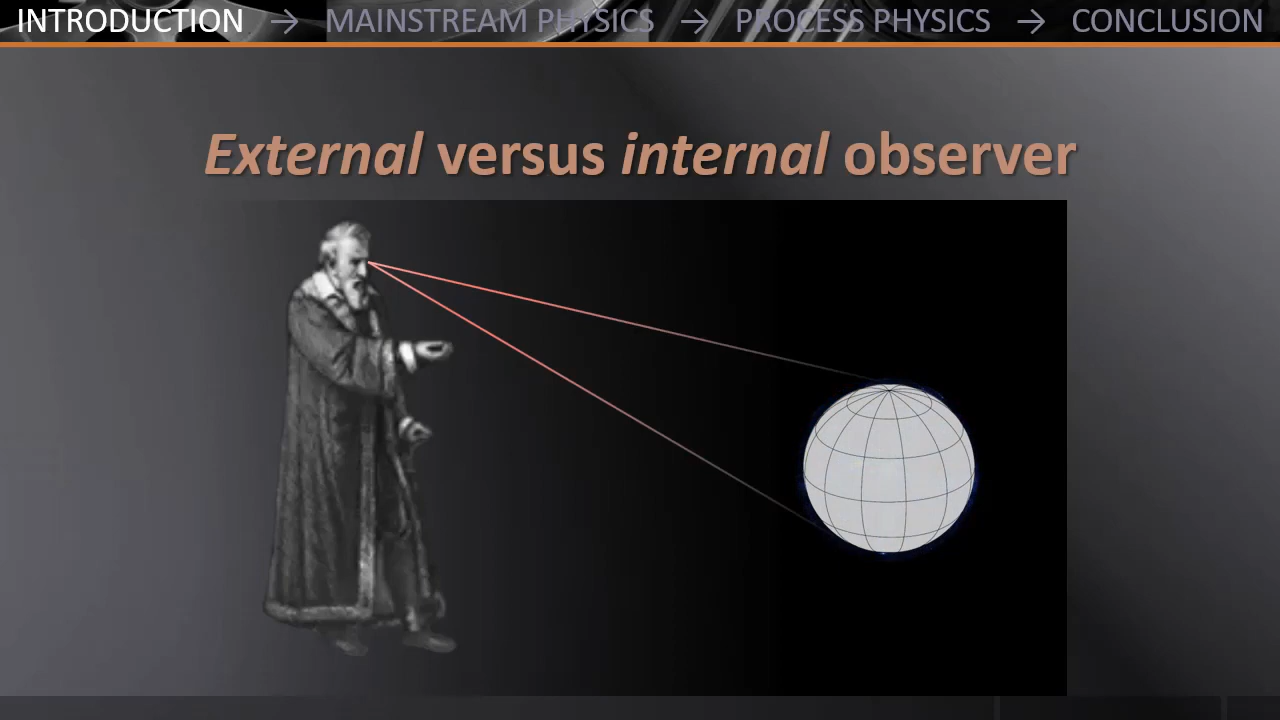 INTRODUCTION → MAINSTREAM PHYSICS → PROCESS PHYSICS → CONCLUSION
External versus internal observer